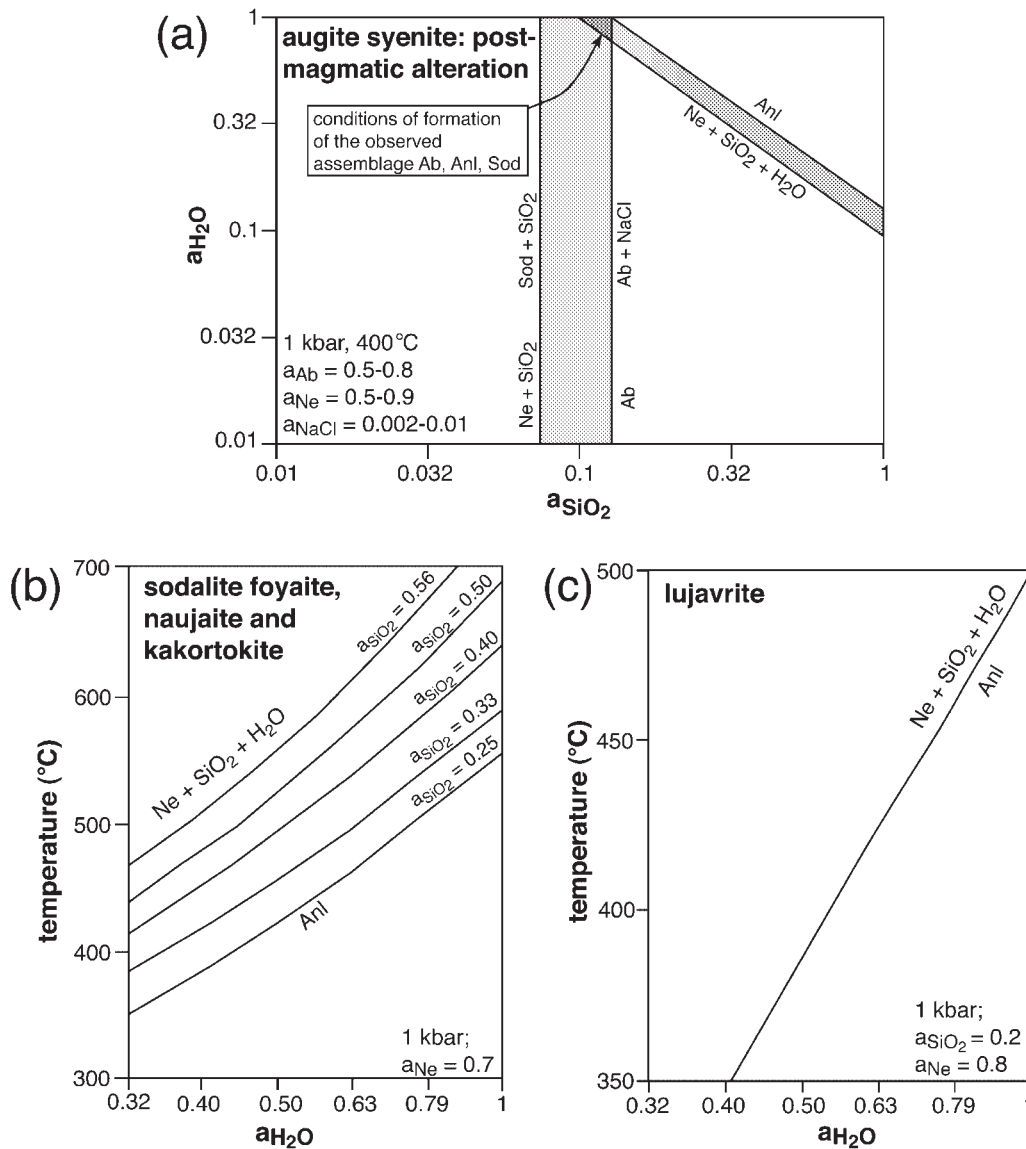 (a)
augite syenite: post-
magmatic alteration
conditions of formation
of the observed
assemblage Ab, Anl, Sod
Anl
Ne + SiO2 + H2O
Sod + SiO2
Ab + NaCl
Ne + SiO2
Ab
1 kbar, 400°C
aAb = 0.5-0.8
aNe = 0.5-0.9
aNaCl = 0.002-0.01
aH2O
1
0.32
0.1
0.032
0.01
0.01
0.032
0.1
0.32
1
aSiO2
(b)
sodalite foyaite,
naujaite and
kakortokite
Ne + SiO2 + H2O
aSiO2 = 0.56
aSiO2 = 0.50
aSiO2 = 0.40
aSiO2 = 0.33
aSiO2 = 0.25
Anl
1 kbar;
aNe = 0.7
temperature (°C)
700
600
500
400
300
0.32
0.40
0.50
0.63
0.79
1
aH2O
(c)
lujavrite
Ne + SiO2 + H2O
Anl
1 kbar;
aSiO2 = 0.2
aNe = 0.8
temperature (°C)
500
450
400
350
0.32
0.40
0.50
0.63
0.79
aH2O